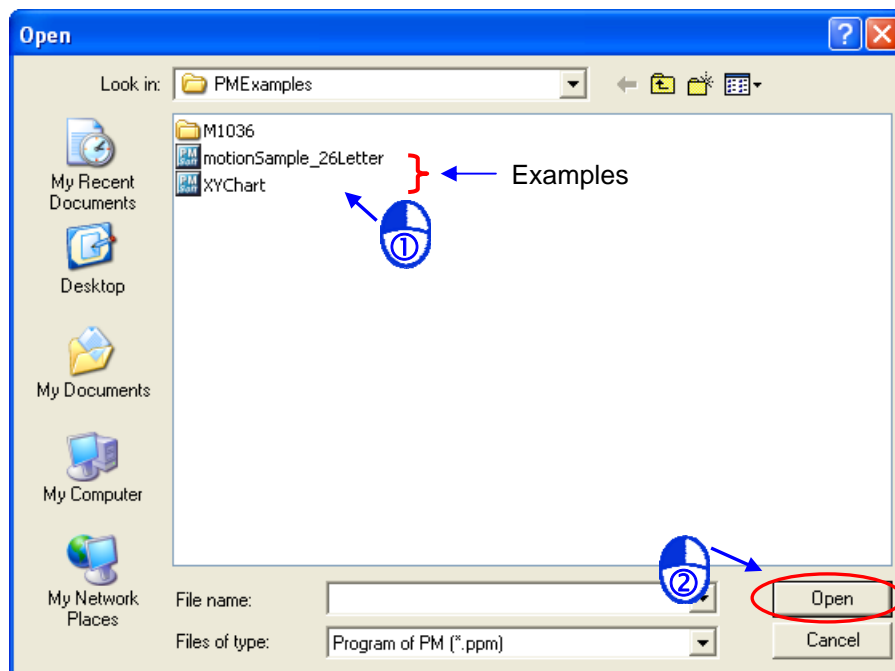 Open
Look in: PMExamples
M1036
motionSample_26Letter
XYChart
Examples
①
My Recent
Documents
Desktop
My Documents
My Computer
My Network
Places
②
File name:
Open
Files of type: Program of PM (*.ppm)
Cancel